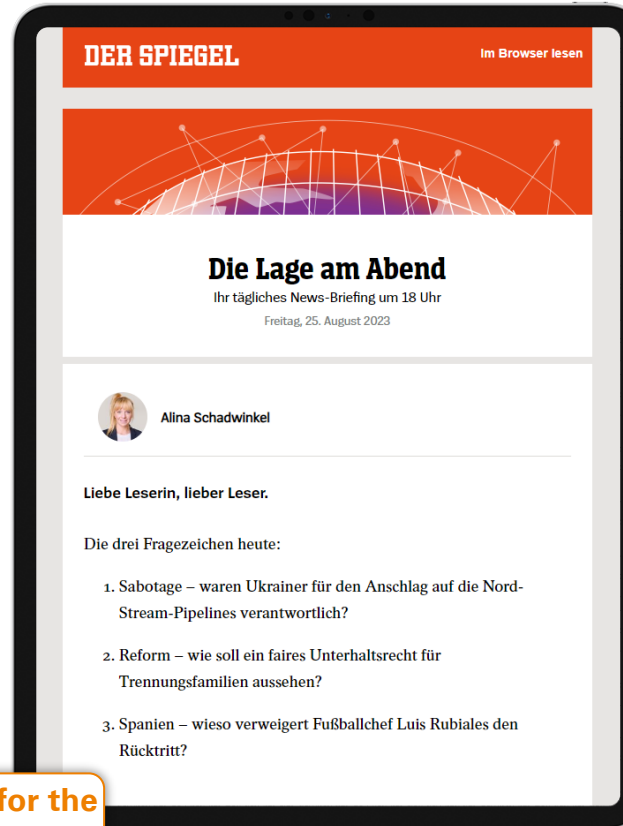 DER SPIEGEL
Im Browser lesen
Die Lage am Abend
Ihr tägliches News-Briefing um 18 Uhr
Freitag, 25. August 2023
Alina Schadwinkel
Liebe Leserin, lieber Leser.
Die drei Fragezeichen heute:
1. Sabotage – waren Ukrainer für den Anschlag auf die Nord-
Stream-Pipelines verantwortlich?
2. Reform – wie soll ein faires Unterhaltsrecht für
Trennungsfamilien aussehen?
3. Spanien – wieso verweigert Fußballchef Luis Rubiales den
Rücktritt?
for the